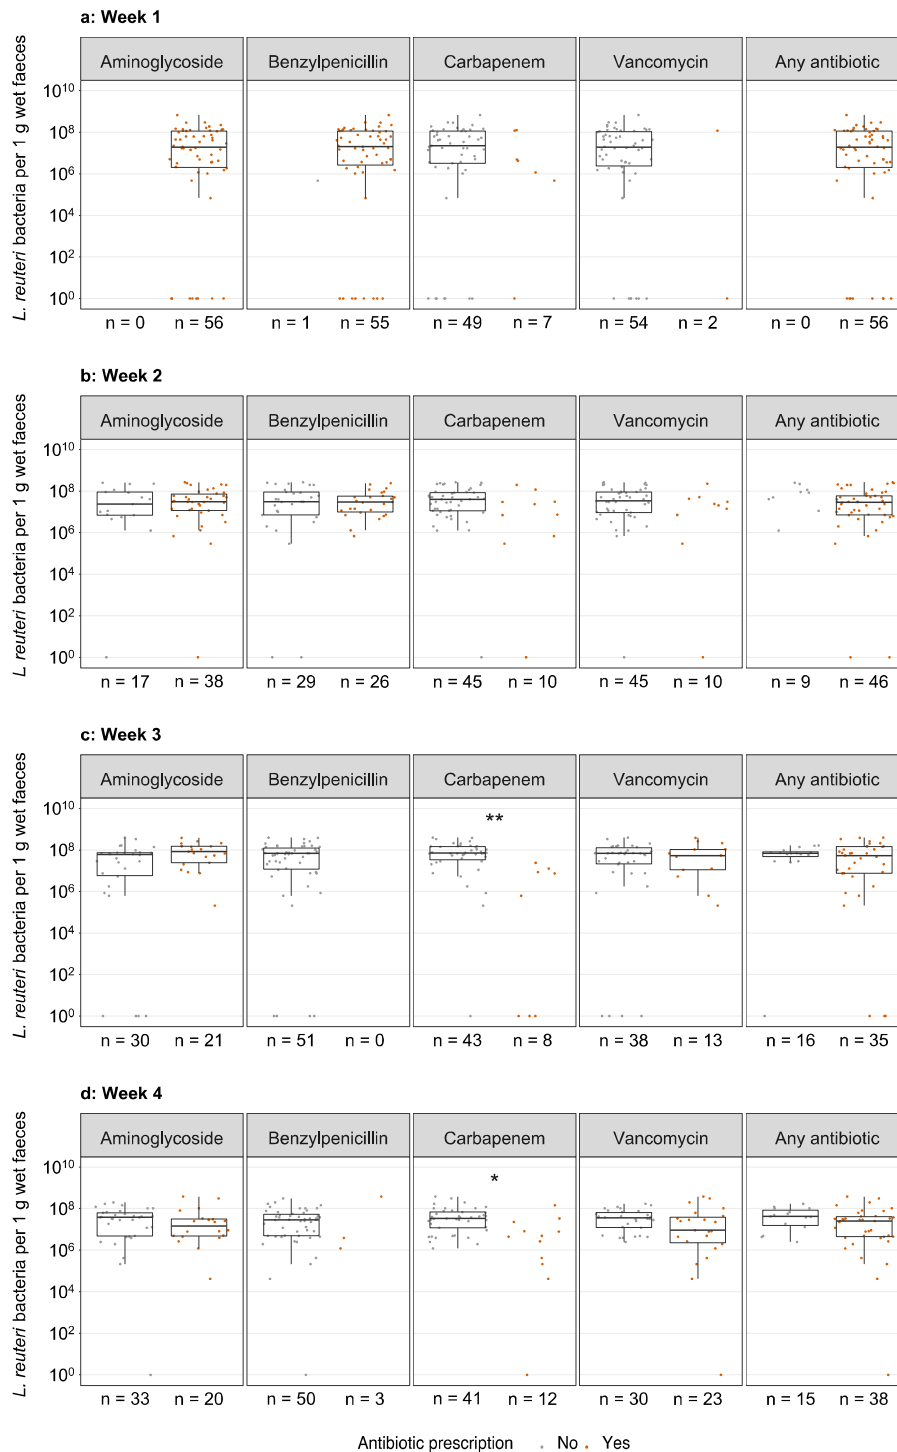 a: Week 1
Aminoglycoside Benzylpenicillin Carbapenem Vancomycin Any antibiotic
L. reuteri bacteria per 1 g wet faeces
10¹⁰
10⁸
10⁶
10⁴
10²
10⁰
n = 0 n = 56 n = 1 n = 55 n = 49 n = 7 n = 54 n = 2 n = 0 n = 56
b: Week 2
Aminoglycoside Benzylpenicillin Carbapenem Vancomycin Any antibiotic
L. reuteri bacteria per 1 g wet faeces
10¹⁰
10⁸
10⁶
10⁴
10²
10⁰
n = 17 n = 38 n = 29 n = 26 n = 45 n = 10 n = 45 n = 10 n = 9 n = 46
c: Week 3
Aminoglycoside Benzylpenicillin Carbapenem Vancomycin Any antibiotic
L. reuteri bacteria per 1 g wet faeces
10¹⁰
**
10⁸
10⁶
10⁴
10²
10⁰
n = 30 n = 21 n = 51 n = 0 n = 43 n = 8 n = 38 n = 13 n = 16 n = 35
d: Week 4
Aminoglycoside Benzylpenicillin Carbapenem Vancomycin Any antibiotic
L. reuteri bacteria per 1 g wet faeces
10¹⁰
*
10⁸
10⁶
10⁴
10²
10⁰
n = 33 n = 20 n = 50 n = 3 n = 41 n = 12 n = 30 n = 23 n = 15 n = 38
Antibiotic prescription No Yes